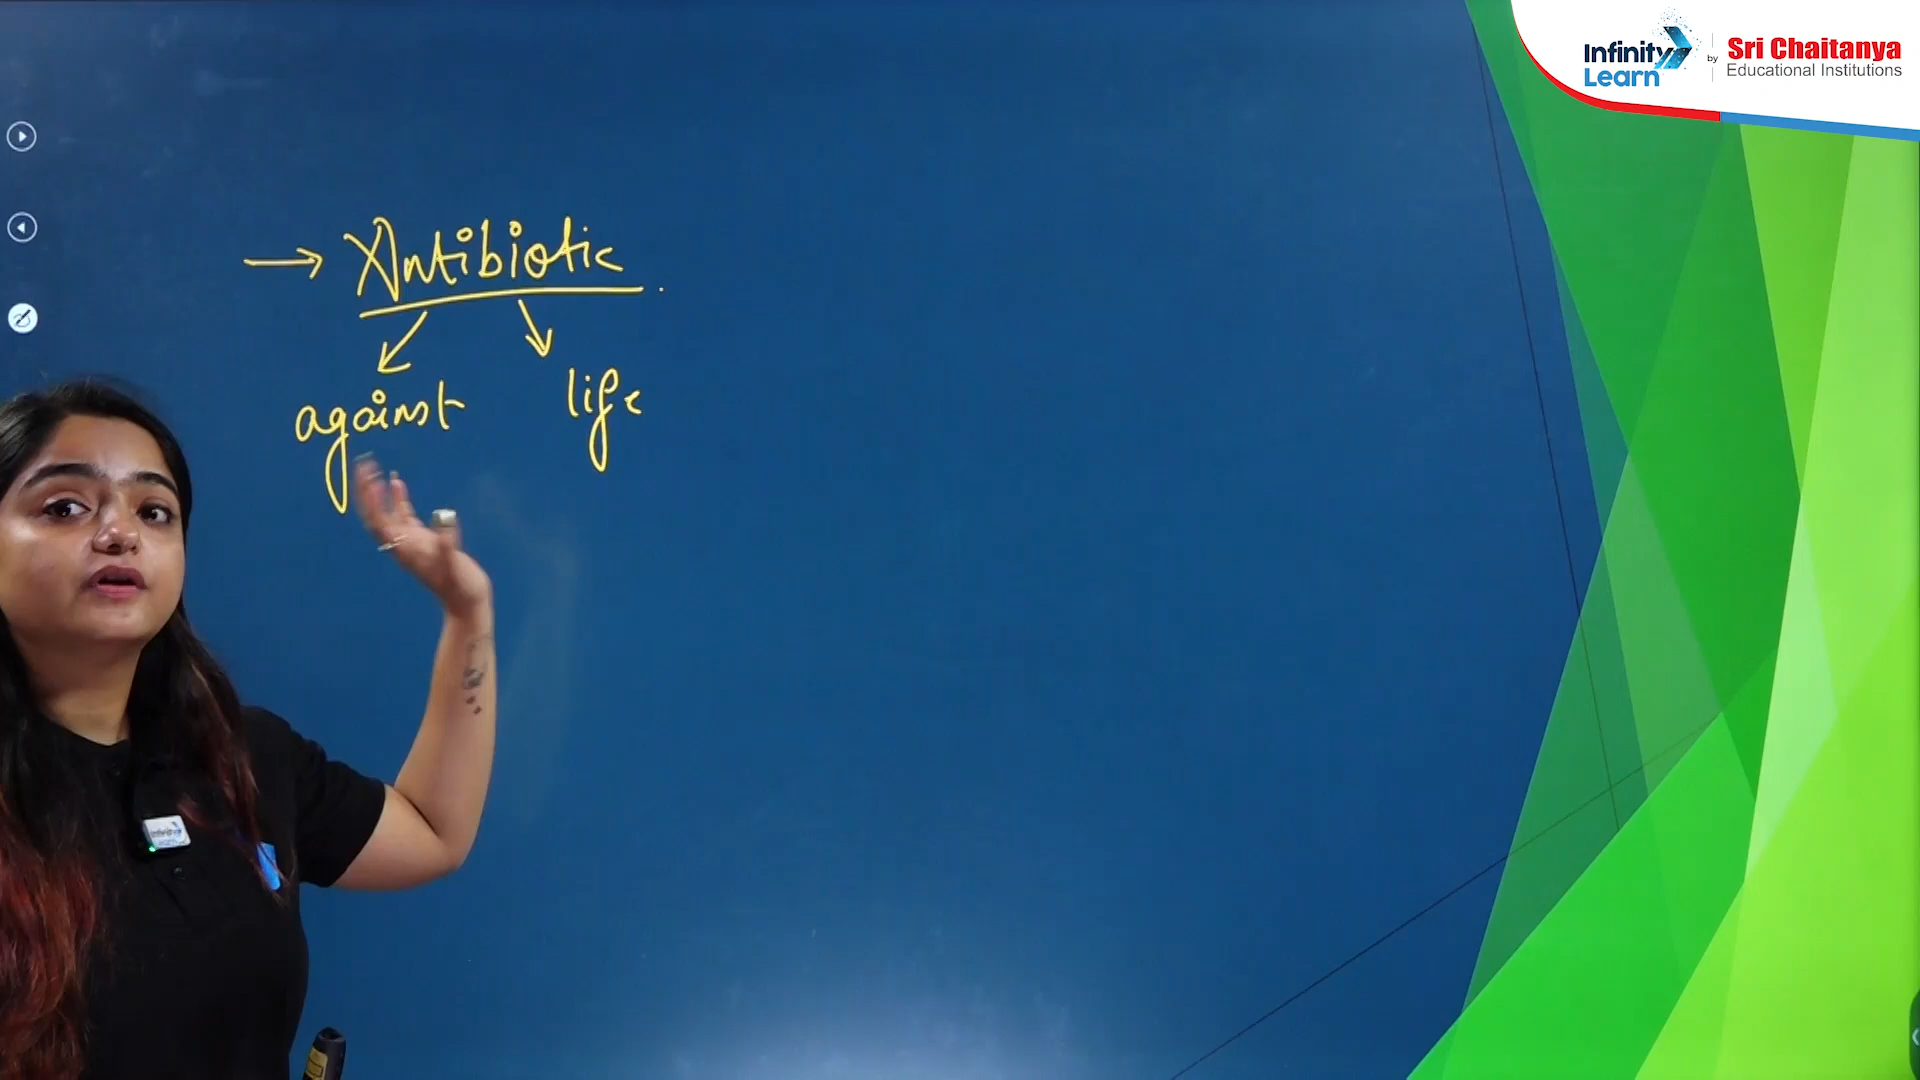 Infinity Learn by Sri Chaitanya Educational Institutions
→ Antibiotic.
against life